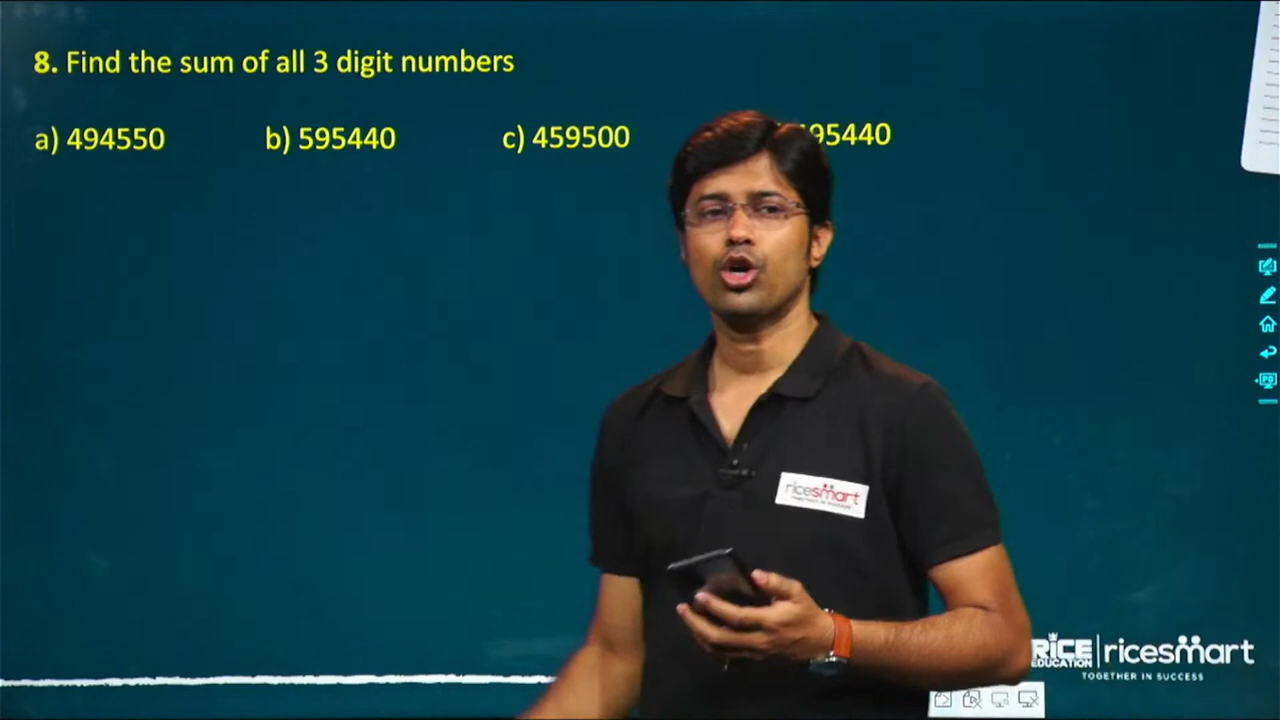 8. Find the sum of all 3 digit numbers
a) 494550 b) 595440 c) 459500 95440
ricesmart
RICE EDUCATION ricesmart
TOGETHER IN SUCCESS